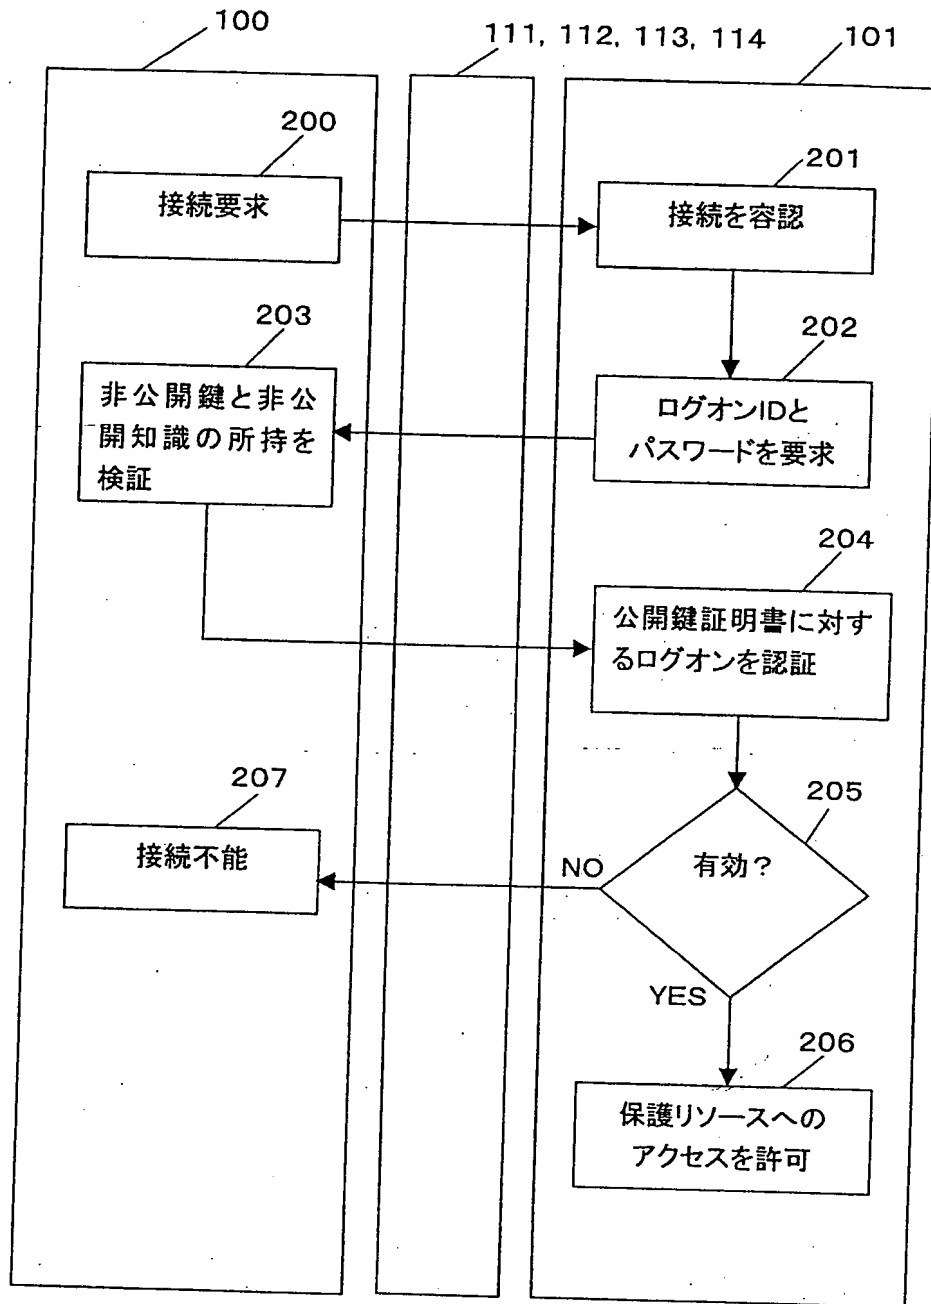 100
111, 112, 113, 114
101
200
接続要求
201
接続を容認
203
非公開鍵と非公
開知識の所持を
検証
202
ログオンIDと
パスワードを要求
204
公開鍵証明書に対す
るログオンを認証
207
接続不能
205
有効?
NO
YES
206
保護リソースへの
アクセスを許可